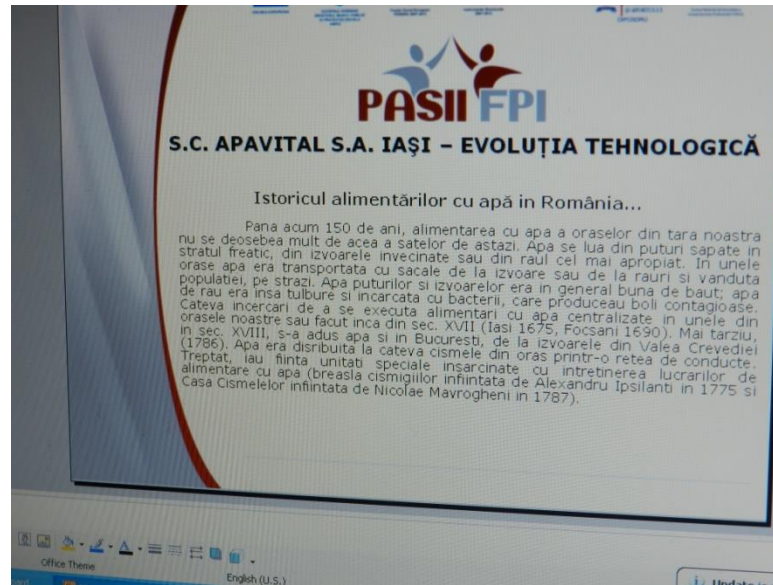 PASII FPI
S.C. APAVITAL S.A. IAŞI – EVOLUȚIA TEHNOLOGICĂ
Istoricul alimentărilor cu apă in România...
Pana acum 150 de ani, alimentarea cu apa a oraselor din tara noastra
nu se deosebea mult de acea a satelor de astazi. Apa se lua din puturi sapate in
stratul freatic, din izvoarele invecinate sau din raul cel mai apropiat. In unele
orase apa era transportata cu sacale de la izvoare sau de la rauri si vanduta
populatiei, pe strazi. Apa puturilor si izvoarelor era in general buna de baut; apa
de rau era insa tulbure si incarcata cu bacterii, care produceau boli contagioase.
Cateva incercari de a se executa alimentari cu apa centralizate in unele din
orasele noastre sau facut inca din sec. XVII (Iasi 1675, Focsani 1690). Mai tarziu,
in sec. XVIII, s-a adus apa si in Bucuresti, de la izvoarele din Valea Crevediei
(1786). Apa era disribuita la cateva cismele din oras printr-o retea de conducte.
Treptat, iau fiinta unitati speciale insarcinate cu intretinerea lucrarilor de
alimentare cu apa (breasla cismigiilor infiintata de Alexandru Ipsilanti in 1775 si
Casa Cismelelor infiintata de Nicolae Mavrogheni in 1787).
Office Theme
English (U.S.)
Update